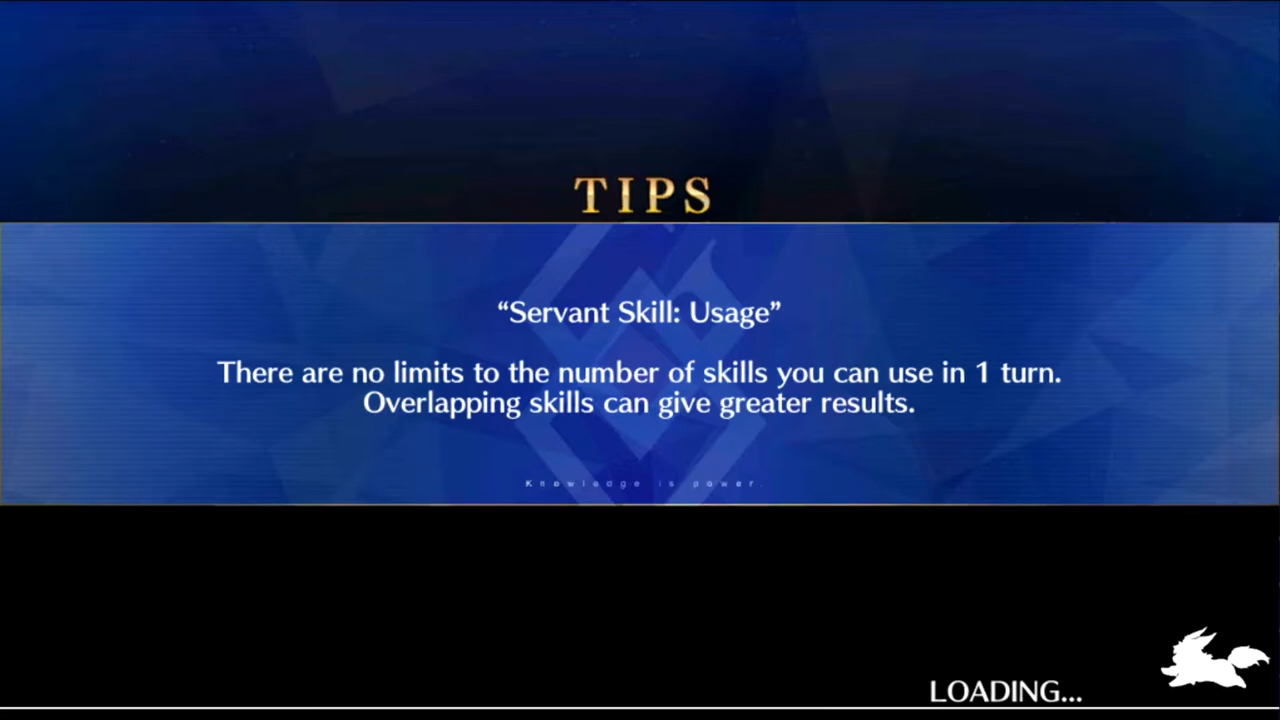 TIPS
“Servant Skill: Usage”
There are no limits to the number of skills you can use in 1 turn.
Overlapping skills can give greater results.
Knowledge is power.
LOADING...